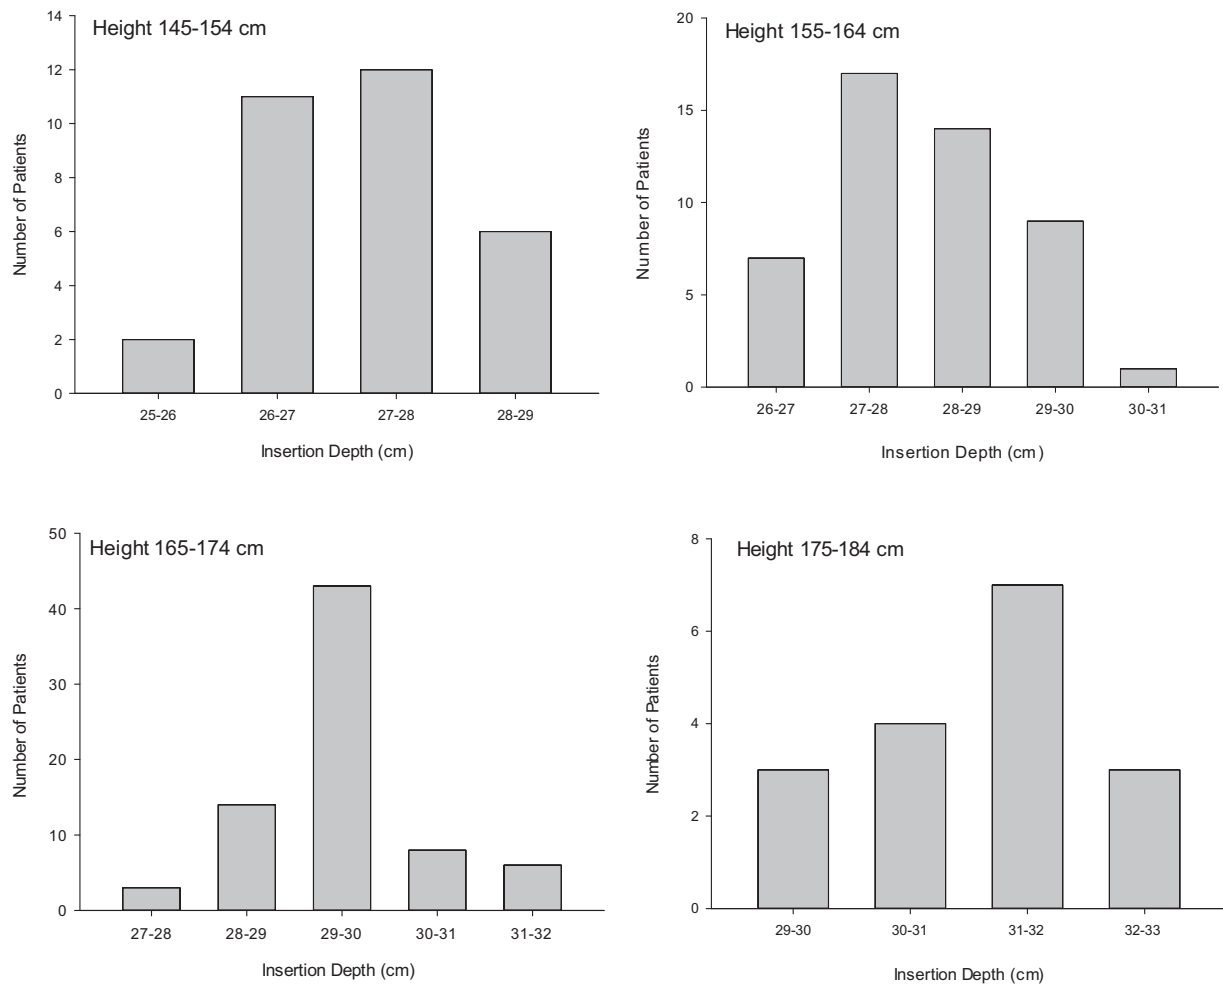 Height 145-154 cm
14
12
10
8
6
4
2
0
Number of Patients
25-26 26-27 27-28 28-29
Insertion Depth (cm)
Height 155-164 cm
20
15
10
5
0
Number of Patients
26-27 27-28 28-29 29-30 30-31
Insertion Depth (cm)
Height 165-174 cm
50
40
30
20
10
0
Number of Patients
27-28 28-29 29-30 30-31 31-32
Insertion Depth (cm)
Height 175-184 cm
8
6
4
2
0
Number of Patients
29-30 30-31 31-32 32-33
Insertion Depth (cm)